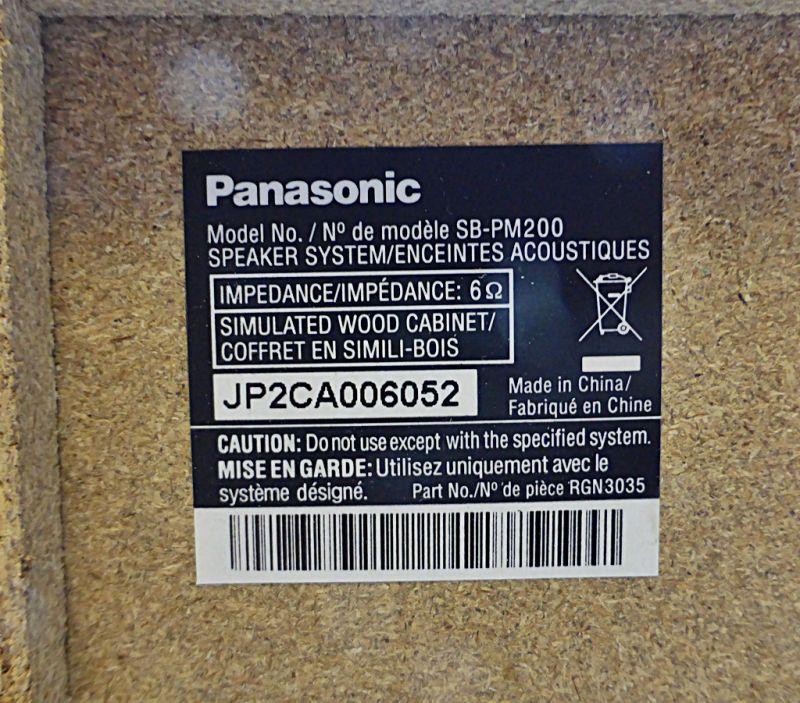 Panasonic
Model No. / Nº de modèle SB-PM200
SPEAKER SYSTEM/ENCEINTES ACOUSTIQUES
IMPEDANCE/IMPÉDANCE: 6Ω
SIMULATED WOOD CABINET/
COFFRET EN SIMILI-BOIS
JP2CA006052
Made in China/
Fabriqué en Chine
CAUTION: Do not use except with the specified system.
MISE EN GARDE: Utilisez uniquement avec le
système désigné. Part No./Nº de pièce RGN3035